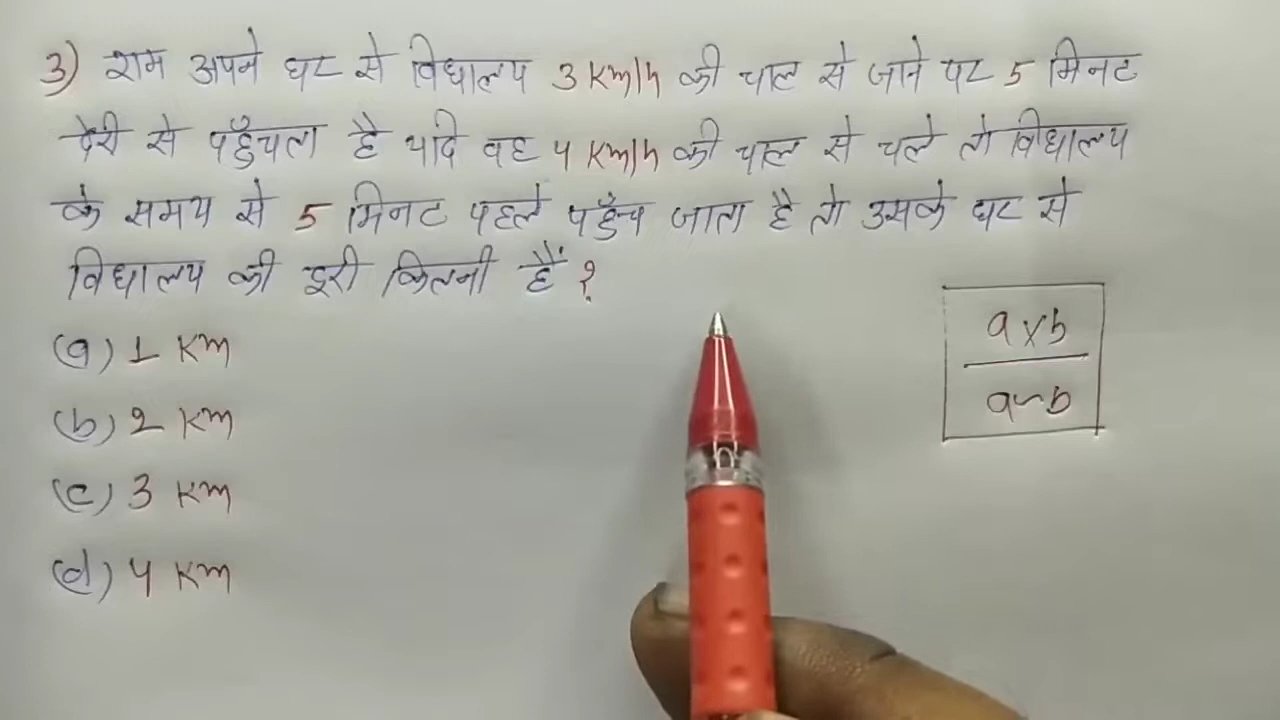 3) राम अपने घर से विधालय 3 Km/h की चाल से जाने पर 5 मिनट
देरी से पहुँचता है यदि वह 4 Km/h की चाल से चले तो विधालय
के समय से 5 मिनट पहले पहुँच जाता है तो उसके घर से
विधालय की दूरी कितनी हैं ?
(a) 1 Km
(b) 2 Km
(c) 3 Km
(d) 4 Km
a×b
a~b